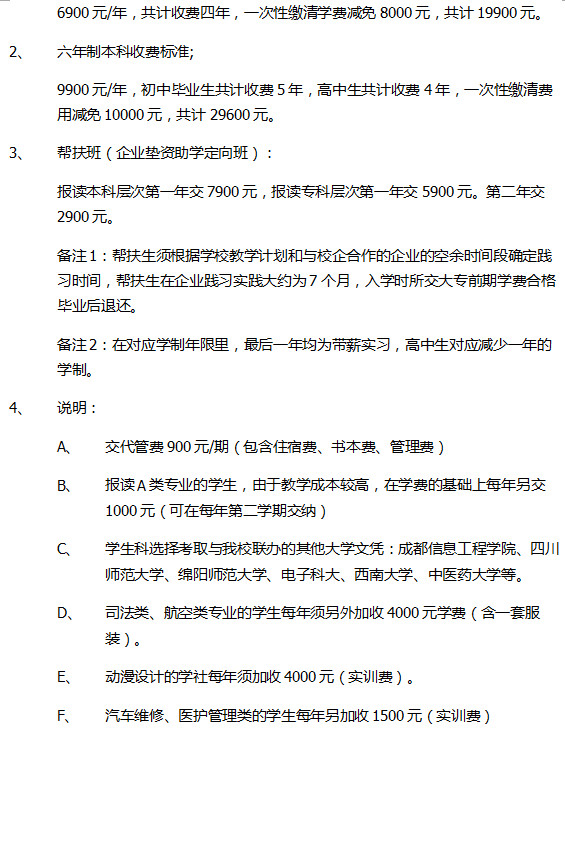 6900 元/年，共计收费四年，一次性缴清学费减免 8000 元，共计 19900 元。
2、 六年制本科收费标准;
9900 元/年，初中毕业生共计收费 5 年，高中生共计收费 4 年，一次性缴清费
用减免 10000 元，共计 29600 元。
3、 帮扶班（企业垫资助学定向班）：
报读本科层次第一年交 7900 元，报读专科层次第一年交 5900 元。第二年交
2900 元。
备注 1：帮扶生须根据学校教学计划和与校企合作的企业的空余时间段确定践
习时间，帮扶生在企业践习实践大约为 7 个月，入学时所交大专前期学费合格
毕业后退还。
备注 2：在对应学制年限里，最后一年均为带薪实习，高中生对应减少一年的
学制。
4、 说明：
A、 交代管费 900 元/期（包含住宿费、书本费、管理费）
B、 报读 A 类专业的学生，由于教学成本较高，在学费的基础上每年另交
1000 元（可在每年第二学期交纳）
C、 学生科选择考取与我校联办的其他大学文凭：成都信息工程学院、四川
师范大学、绵阳师范大学、电子科大、西南大学、中医药大学等。
D、 司法类、航空类专业的学生每年须另外加收 4000 元学费（含一套服
装）。
E、 动漫设计的学社每年须加收 4000 元（实训费）。
F、 汽车维修、医护管理类的学生每年另加收 1500 元（实训费）